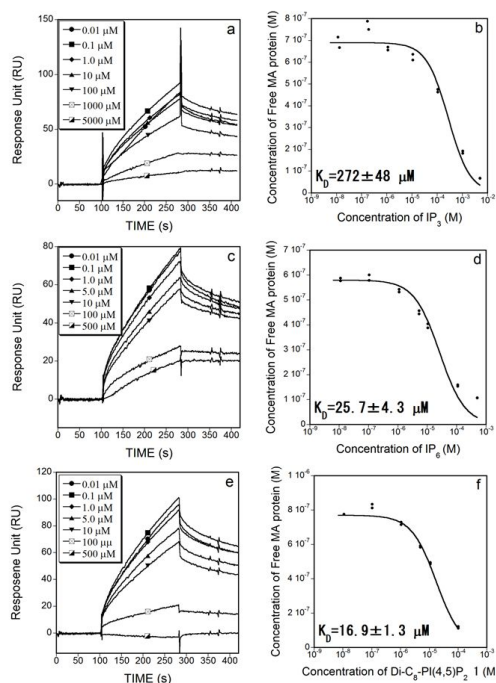 a
Response Unit (RU)
150
100
50
0
0.01 μM
0.1 μM
1.0 μM
10 μM
100 μM
1000 μM
5000 μM
0 50 100 150 200 250 300 350 400
TIME (s)
b
Concentration of Free MA protein (M)
8 10⁻⁷
7 10⁻⁷
6 10⁻⁷
5 10⁻⁷
4 10⁻⁷
3 10⁻⁷
2 10⁻⁷
1 10⁻⁷
0
K_D=272±48 μM
10⁻⁹ 10⁻⁸ 10⁻⁷ 10⁻⁶ 10⁻⁵ 10⁻⁴ 10⁻³ 10⁻²
Concentration of IP₃ (M)
c
Response Unit (RU)
80
60
40
20
0
0.01 μM
0.1 μM
1.0 μM
5.0 μM
10 μM
100 μM
500 μM
0 50 100 150 200 250 300 350 400
TIME (s)
d
Concentration of Free MA protein (M)
7 10⁻⁷
6 10⁻⁷
5 10⁻⁷
4 10⁻⁷
3 10⁻⁷
2 10⁻⁷
1 10⁻⁷
0
K_D=25.7±4.3 μM
10⁻⁹ 10⁻⁸ 10⁻⁷ 10⁻⁶ 10⁻⁵ 10⁻⁴ 10⁻³
Concentration of IP₆ (M)
e
Resposene Unit (RU)
120
100
80
60
40
20
0
0.01 μM
0.1 μM
1.0 μM
5.0 μM
10 μM
100 μμ
500 μM
0 50 100 150 200 250 300 350 400
TIME (s)
f
Concentration of Free MA protein (M)
1 10⁻⁶
8 10⁻⁷
6 10⁻⁷
4 10⁻⁷
2 10⁻⁷
0
K_D=16.9±1.3 μM
10⁻⁹ 10⁻⁸ 10⁻⁷ 10⁻⁶ 10⁻⁵ 10⁻⁴ 10⁻³
Concentration of Di-C₈-PI(4,5)P₂ 1 (M